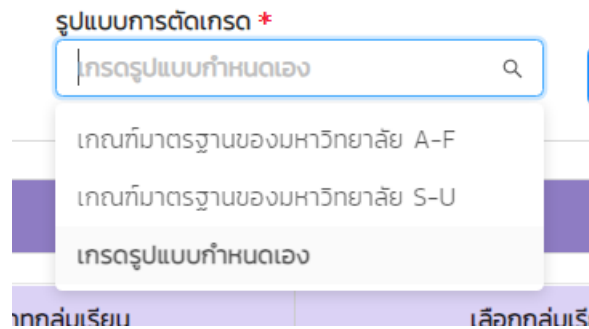 รูปแบบการตัดเกรด *
เกรดรูปแบบกำหนดเอง
เกณฑ์มาตรฐานของมหาวิทยาลัย A-F
เกณฑ์มาตรฐานของมหาวิทยาลัย S-U
เกรดรูปแบบกำหนดเอง